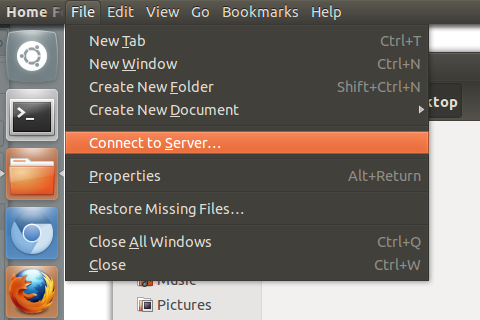 Home Fo File Edit View Go Bookmarks Help
New Tab Ctrl+T
New Window Ctrl+N
Create New Folder Shift+Ctrl+N
Create New Document
ktop
Connect to Server...
Properties Alt+Return
Restore Missing Files...
Close All Windows Ctrl+Q
Close Ctrl+W
Music
Pictures